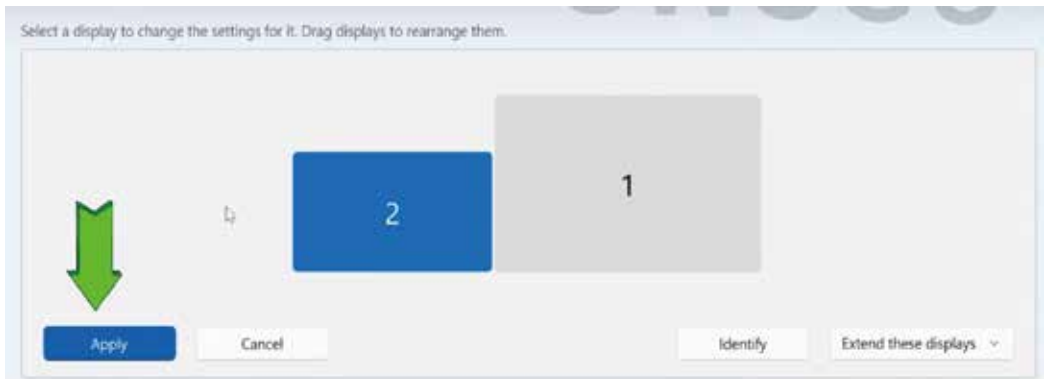 Select a display to change the settings for it. Drag displays to rearrange them.
2
1
Apply
Cancel
Identify
Extend these displays